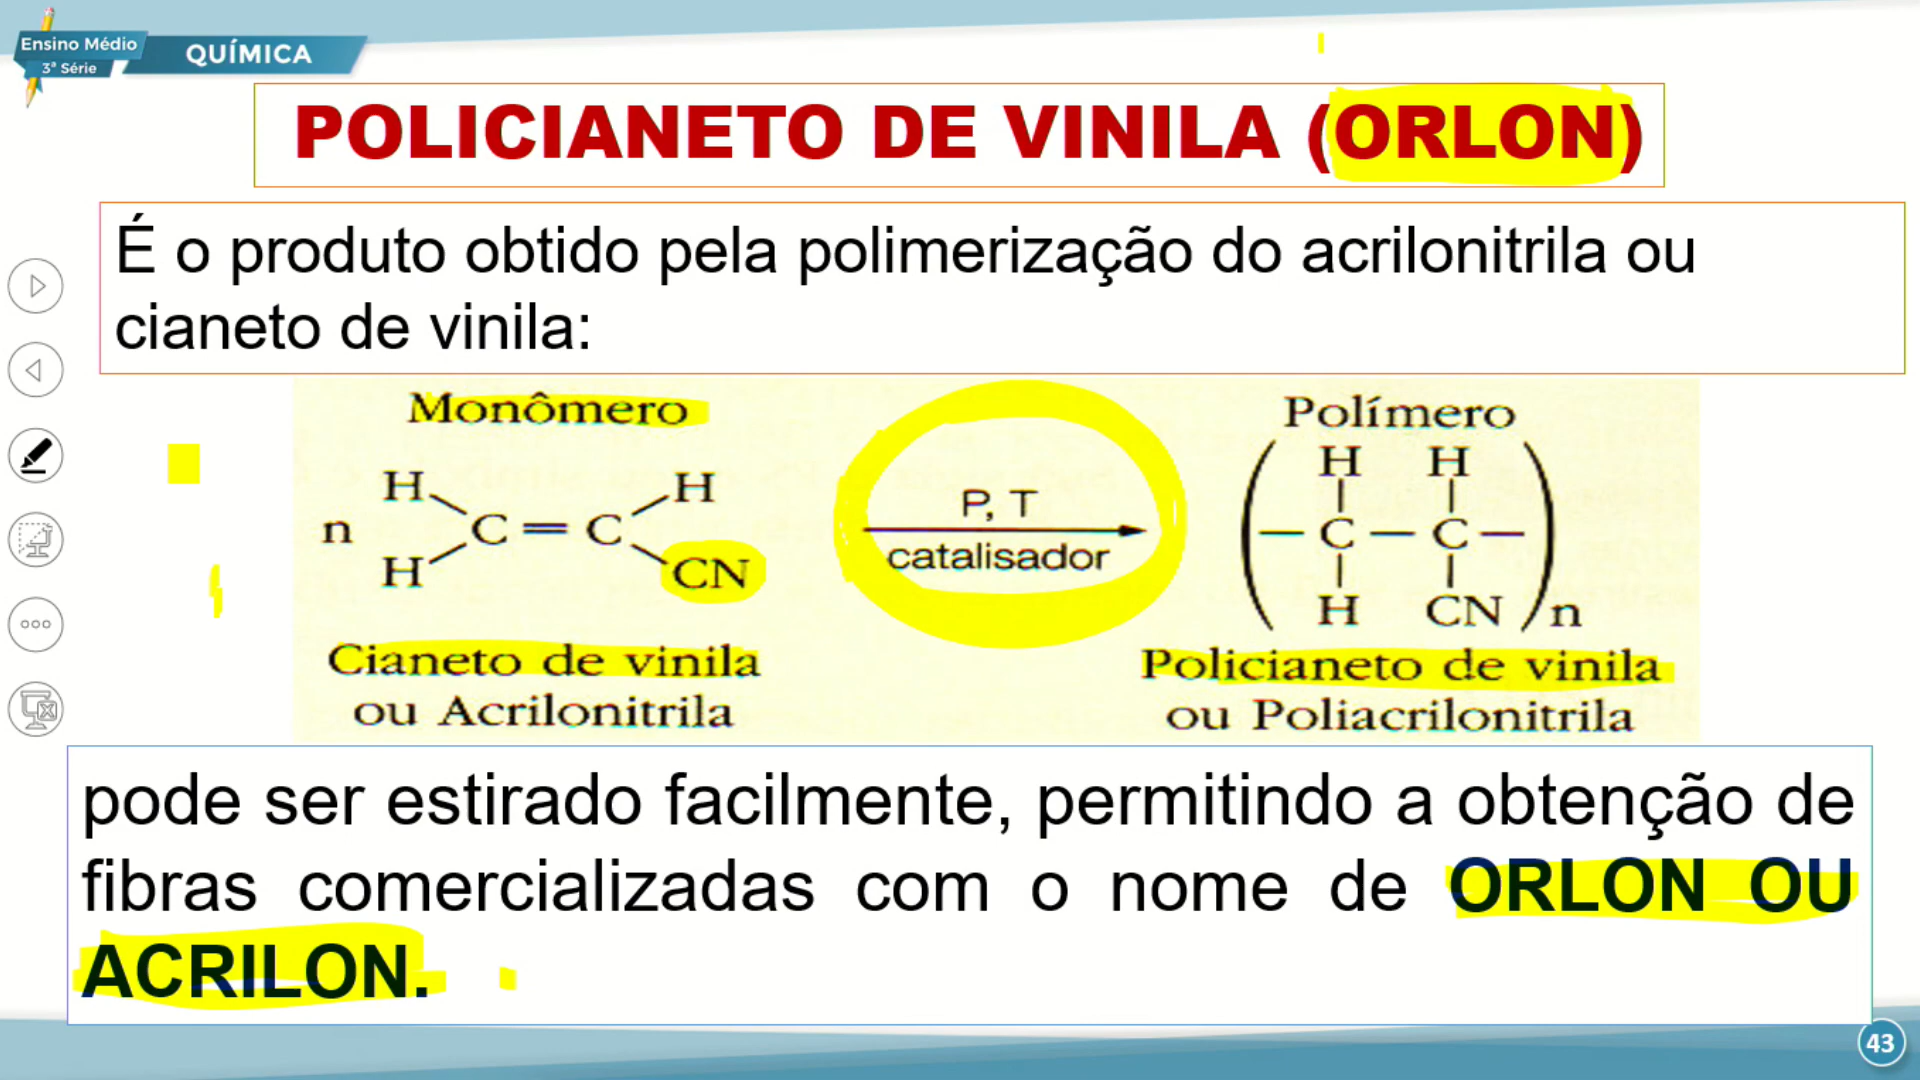 Ensino Médio
3ª Série
QUÍMICA
POLICIANETO DE VINILA (ORLON)
É o produto obtido pela polimerização do acrilonitrila ou
cianeto de vinila:
Monômero
Polímero
H H
n C = C
H CN
P, T
catalisador
H H
— C — C —
H CN n
Cianeto de vinila
ou Acrilonitrila
Policianeto de vinila
ou Poliacrilonitrila
pode ser estirado facilmente, permitindo a obtenção de
fibras comercializadas com o nome de ORLON OU
ACRILON.
43